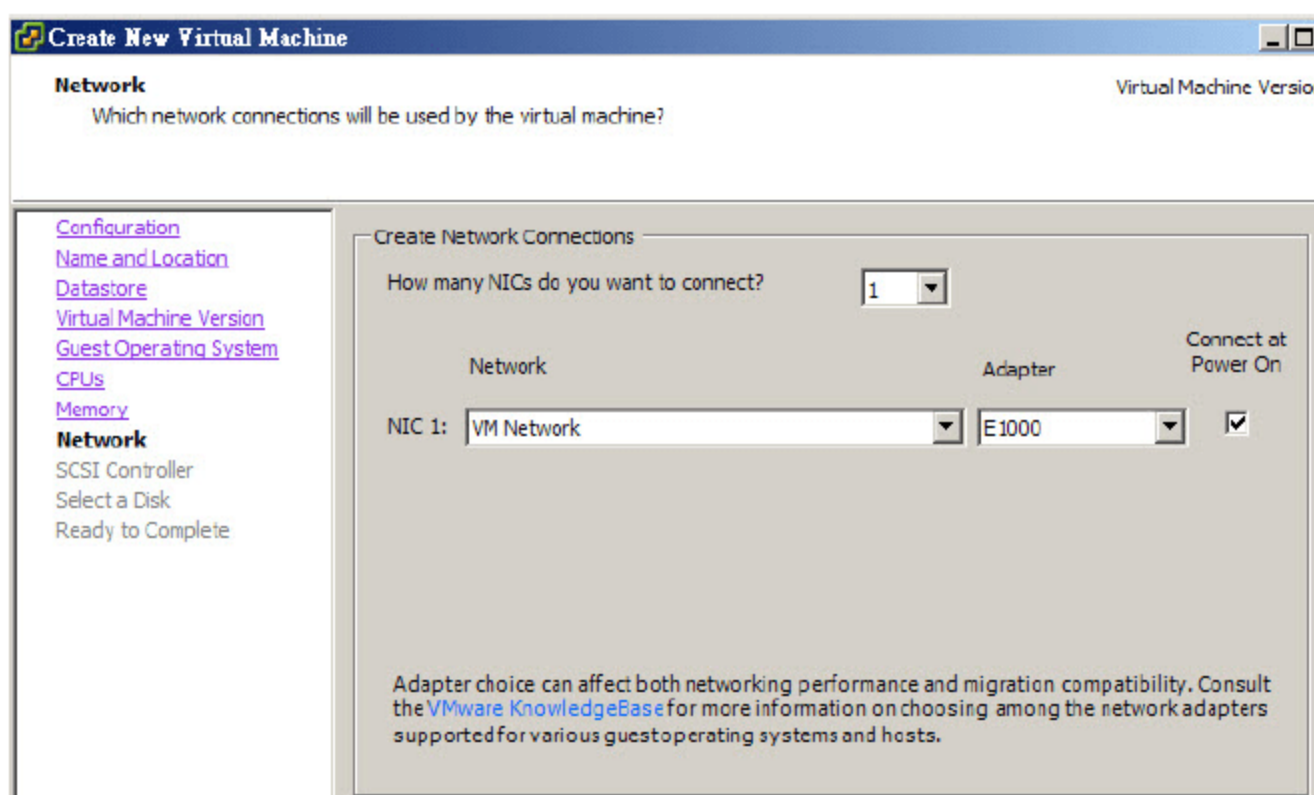 Create New Virtual Machine
Network
Virtual Machine Versio
Which network connections will be used by the virtual machine?
Configuration
Name and Location
Datastore
Virtual Machine Version
Guest Operating System
CPUs
Memory
Network
SCSI Controller
Select a Disk
Ready to Complete
Create Network Connections
How many NICs do you want to connect?
1
Network
Adapter
Connect at
Power On
NIC 1:
VM Network
E1000
Adapter choice can affect both networking performance and migration compatibility. Consult
the VMware KnowledgeBase for more information on choosing among the network adapters
supported for various guest operating systems and hosts.